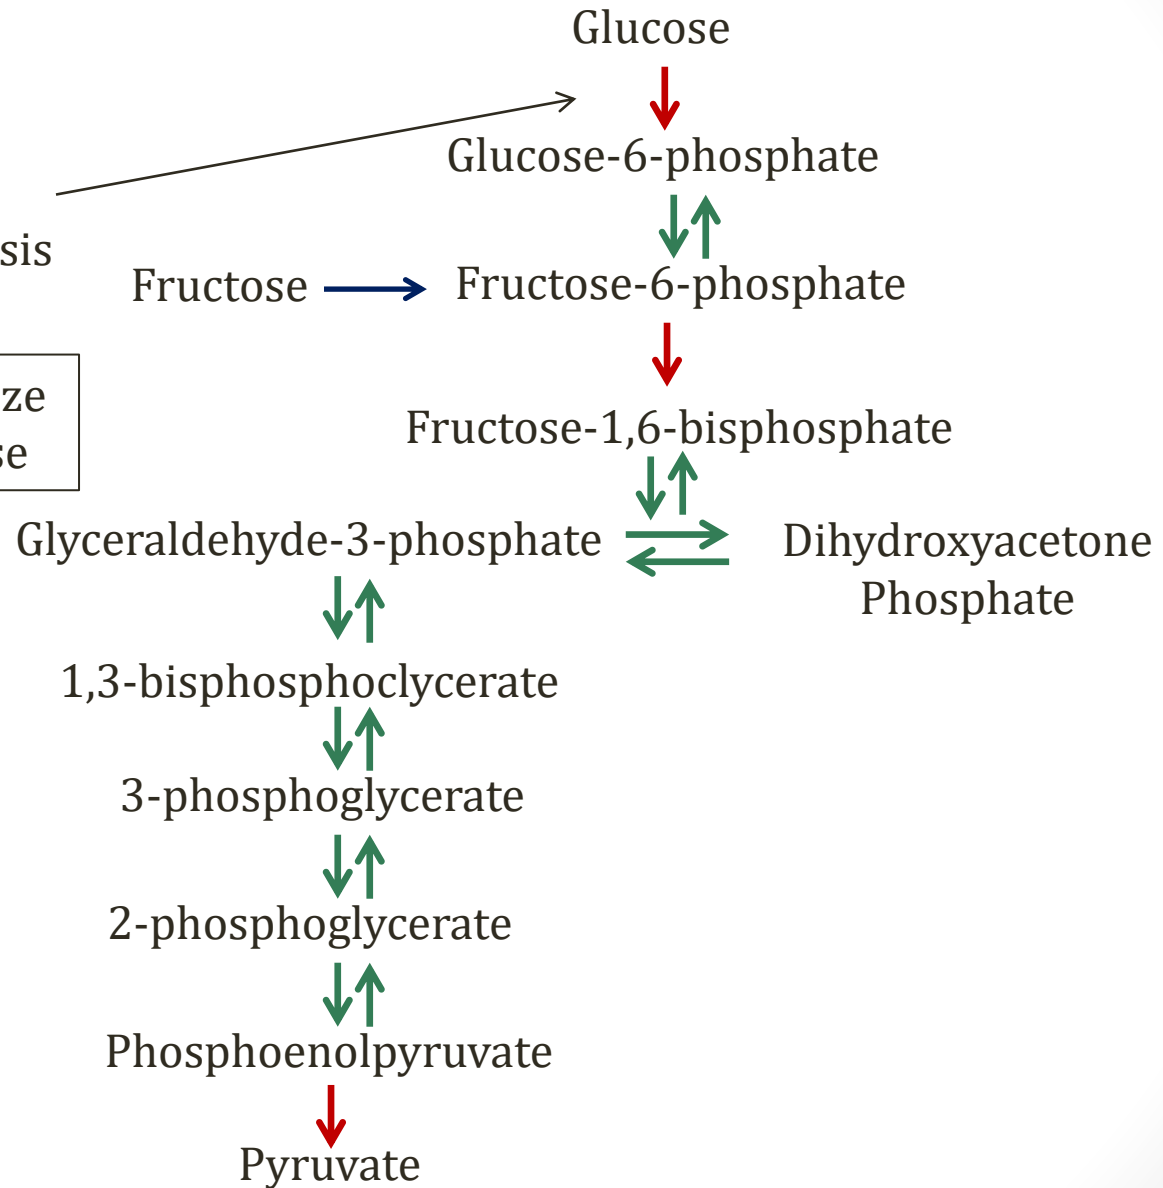 Glucose
Glucose-6-phosphate
sis
Fructose
Fructose-6-phosphate
ze
se
Fructose-1,6-bisphosphate
Glyceraldehyde-3-phosphate
Dihydroxyacetone
Phosphate
1,3-bisphosphoclycerate
3-phosphoglycerate
2-phosphoglycerate
Phosphoenolpyruvate
Pyruvate